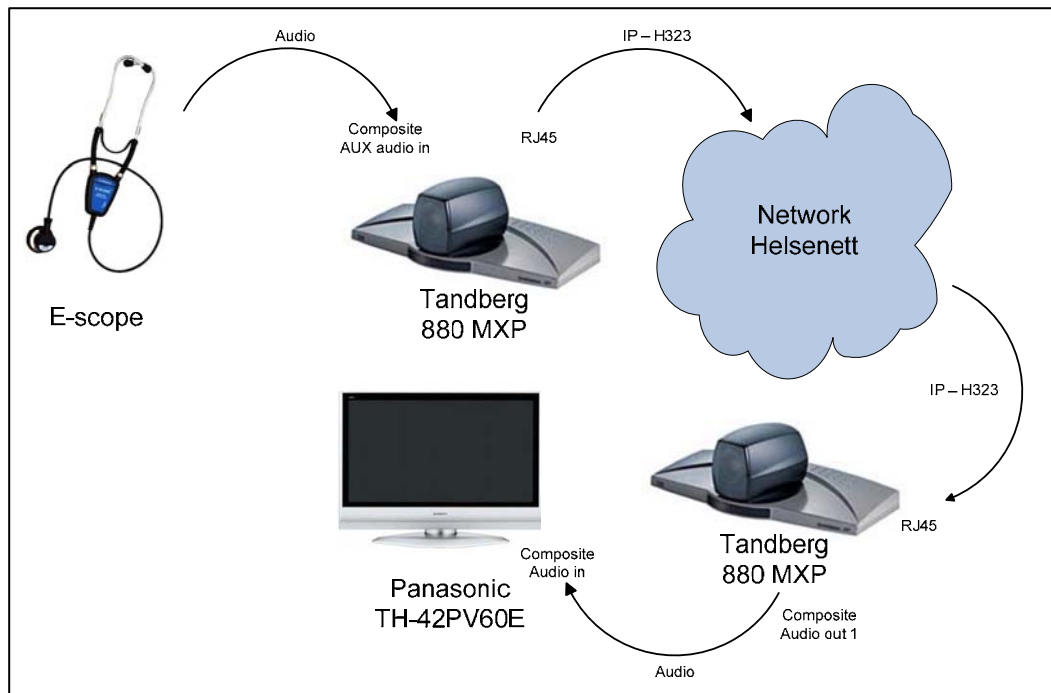 Audio
IP – H323
Composite
AUX audio in
RJ45
Network
Helsenett
E-scope
Tandberg
880 MXP
IP – H323
RJ45
Tandberg
880 MXP
Composite
Audio out 1
Audio
Composite
Audio in
Panasonic
TH-42PV60E